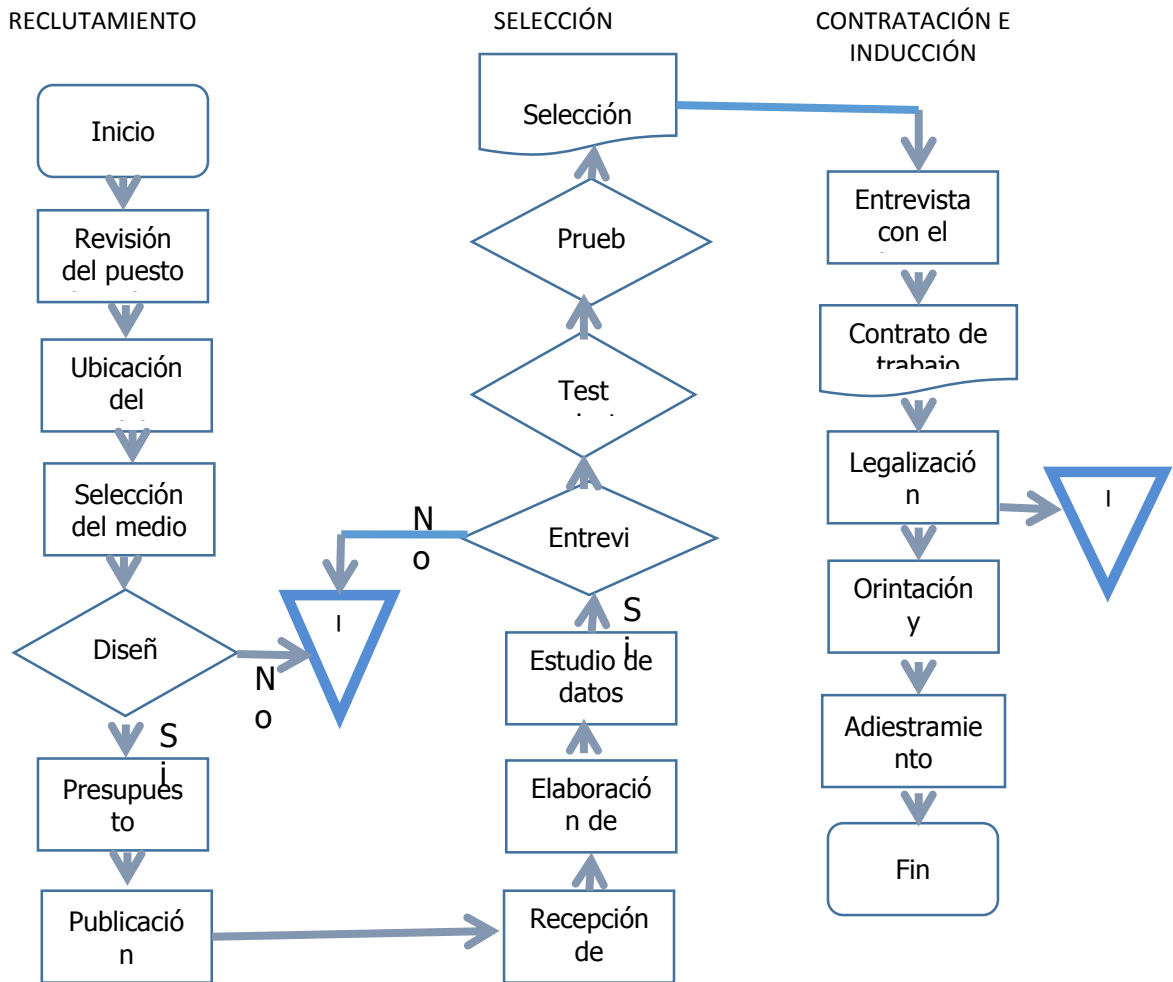 RECLUTAMIENTO
Inicio
Revisión
del puesto
Ubicación
del
Selección
del medio
Diseñ
N
o
S
i
Presupues
to
Publicació
n
I
SELECCIÓN
Selección
Prueb
Test
Entrevi
N
o
S
i
Estudio de
datos
Elaboració
n de
Recepción
de
CONTRATACIÓN E
INDUCCIÓN
Entrevista
con el
Contrato de
trabajo
Legalizació
n
I
Orintación
y
Adiestramie
nto
Fin